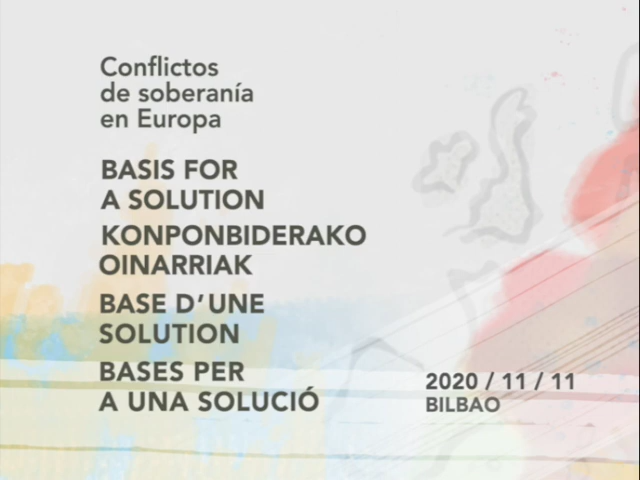 Conflictos
de soberanía
en Europa
BASIS FOR
A SOLUTION
KONPONBIDERAKO
OINARRIAK
BASE D’UNE
SOLUTION
BASES PER
A UNA SOLUCIÓ
2020 / 11 / 11
BILBAO